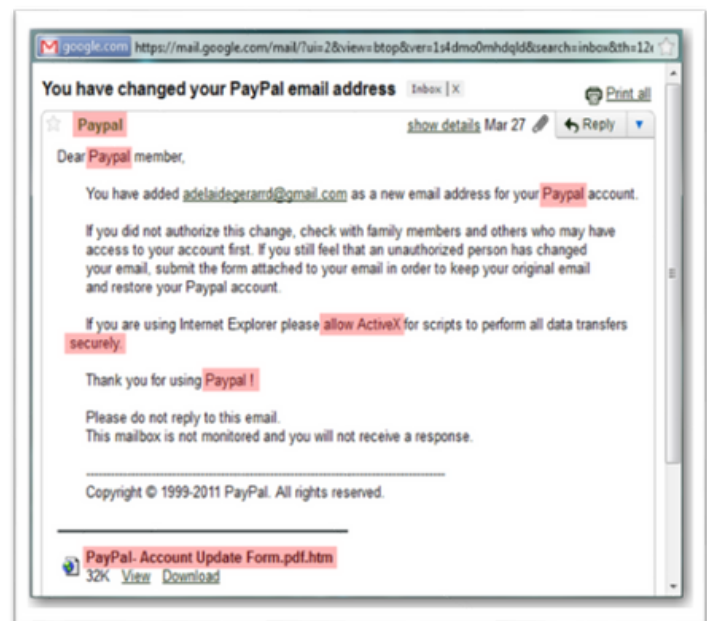 google.com https://mail.google.com/mail/?ui=2&view=btop&ver=1s4dmo0mhdqld&search=inbox&th=12
You have changed your PayPal email address Inbox | X
Print all
Paypal show details Mar 27 Reply
Dear Paypal member,
You have added adelaidegerarrd@gmail.com as a new email address for your Paypal account.
If you did not authorize this change, check with family members and others who may have
access to your account first. If you still feel that an unauthorized person has changed
your email, submit the form attached to your email in order to keep your original email
and restore your Paypal account.
If you are using Internet Explorer please allow ActiveX for scripts to perform all data transfers
securely.
Thank you for using Paypal !
Please do not reply to this email.
This mailbox is not monitored and you will not receive a response.
Copyright © 1999-2011 PayPal. All rights reserved.
PayPal- Account Update Form.pdf.htm
32K View Download